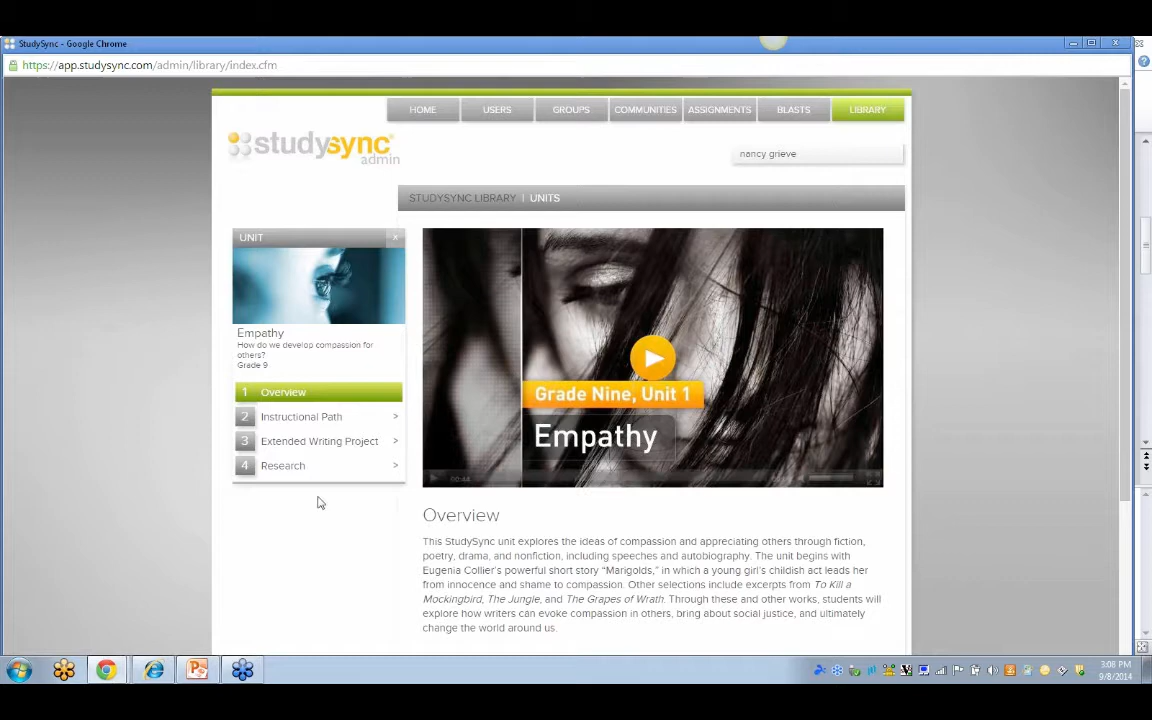 StudySync - Google Chrome
https://app.studysync.com/admin/library/index.cfm
HOME
USERS
GROUPS
COMMUNITIES
ASSIGNMENTS
BLASTS
LIBRARY
studysync®
admin
nancy grieve
STUDYSYNC LIBRARY | UNITS
UNIT
x
Empathy
How do we develop compassion for
others?
Grade 9
1 Overview
2 Instructional Path >
3 Extended Writing Project >
4 Research >
Grade Nine, Unit 1
Empathy
00:44
Overview
This StudySync unit explores the ideas of compassion and appreciating others through fiction,
poetry, drama, and nonfiction, including speeches and autobiography. The unit begins with
Eugenia Collier's powerful short story “Marigolds,” in which a young girl's childish act leads her
from innocence and shame to compassion. Other selections include excerpts from To Kill a
Mockingbird, The Jungle, and The Grapes of Wrath. Through these and other works, students will
explore how writers can evoke compassion in others, bring about social justice, and ultimately
change the world around us.
3:08 PM
9/8/2014